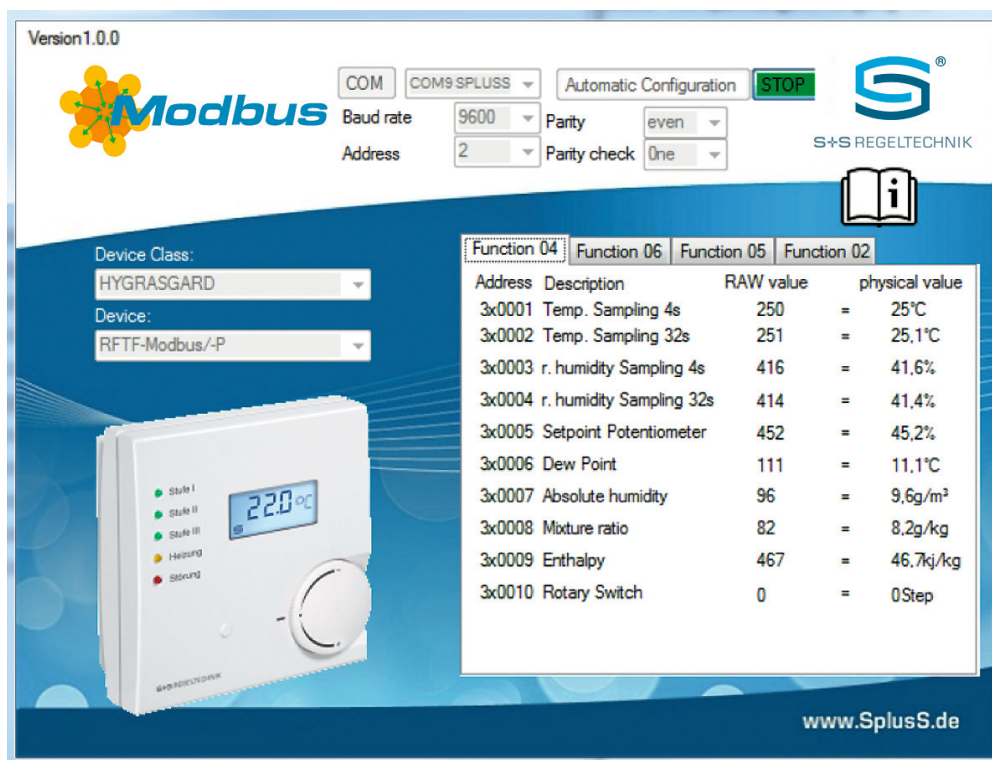 Version1.0.0
Modbus
COM COM9 SPLUSS Automatic Configuration STOP
Baud rate 9600 Parity even
Address 2 Parity check One
S+S REGELTECHNIK
Device Class:
HYGRASGARD
Device:
RFTF-Modbus/-P
Function 04 Function 06 Function 05 Function 02
Address Description RAW value physical value
3x0001 Temp. Sampling 4s 250 = 25°C
3x0002 Temp. Sampling 32s 251 = 25,1°C
3x0003 r. humidity Sampling 4s 416 = 41,6%
3x0004 r. humidity Sampling 32s 414 = 41,4%
3x0005 Setpoint Potentiometer 452 = 45,2%
3x0006 Dew Point 111 = 11,1°C
3x0007 Absolute humidity 96 = 9,6g/m³
3x0008 Mixture ratio 82 = 8,2g/kg
3x0009 Enthalpy 467 = 46,7kj/kg
3x0010 Rotary Switch 0 = 0Step
Stufe I
Stufe II
Stufe III
Heizung
Störung
22.0 °C
S+S REGELTECHNIK
www.SplusS.de